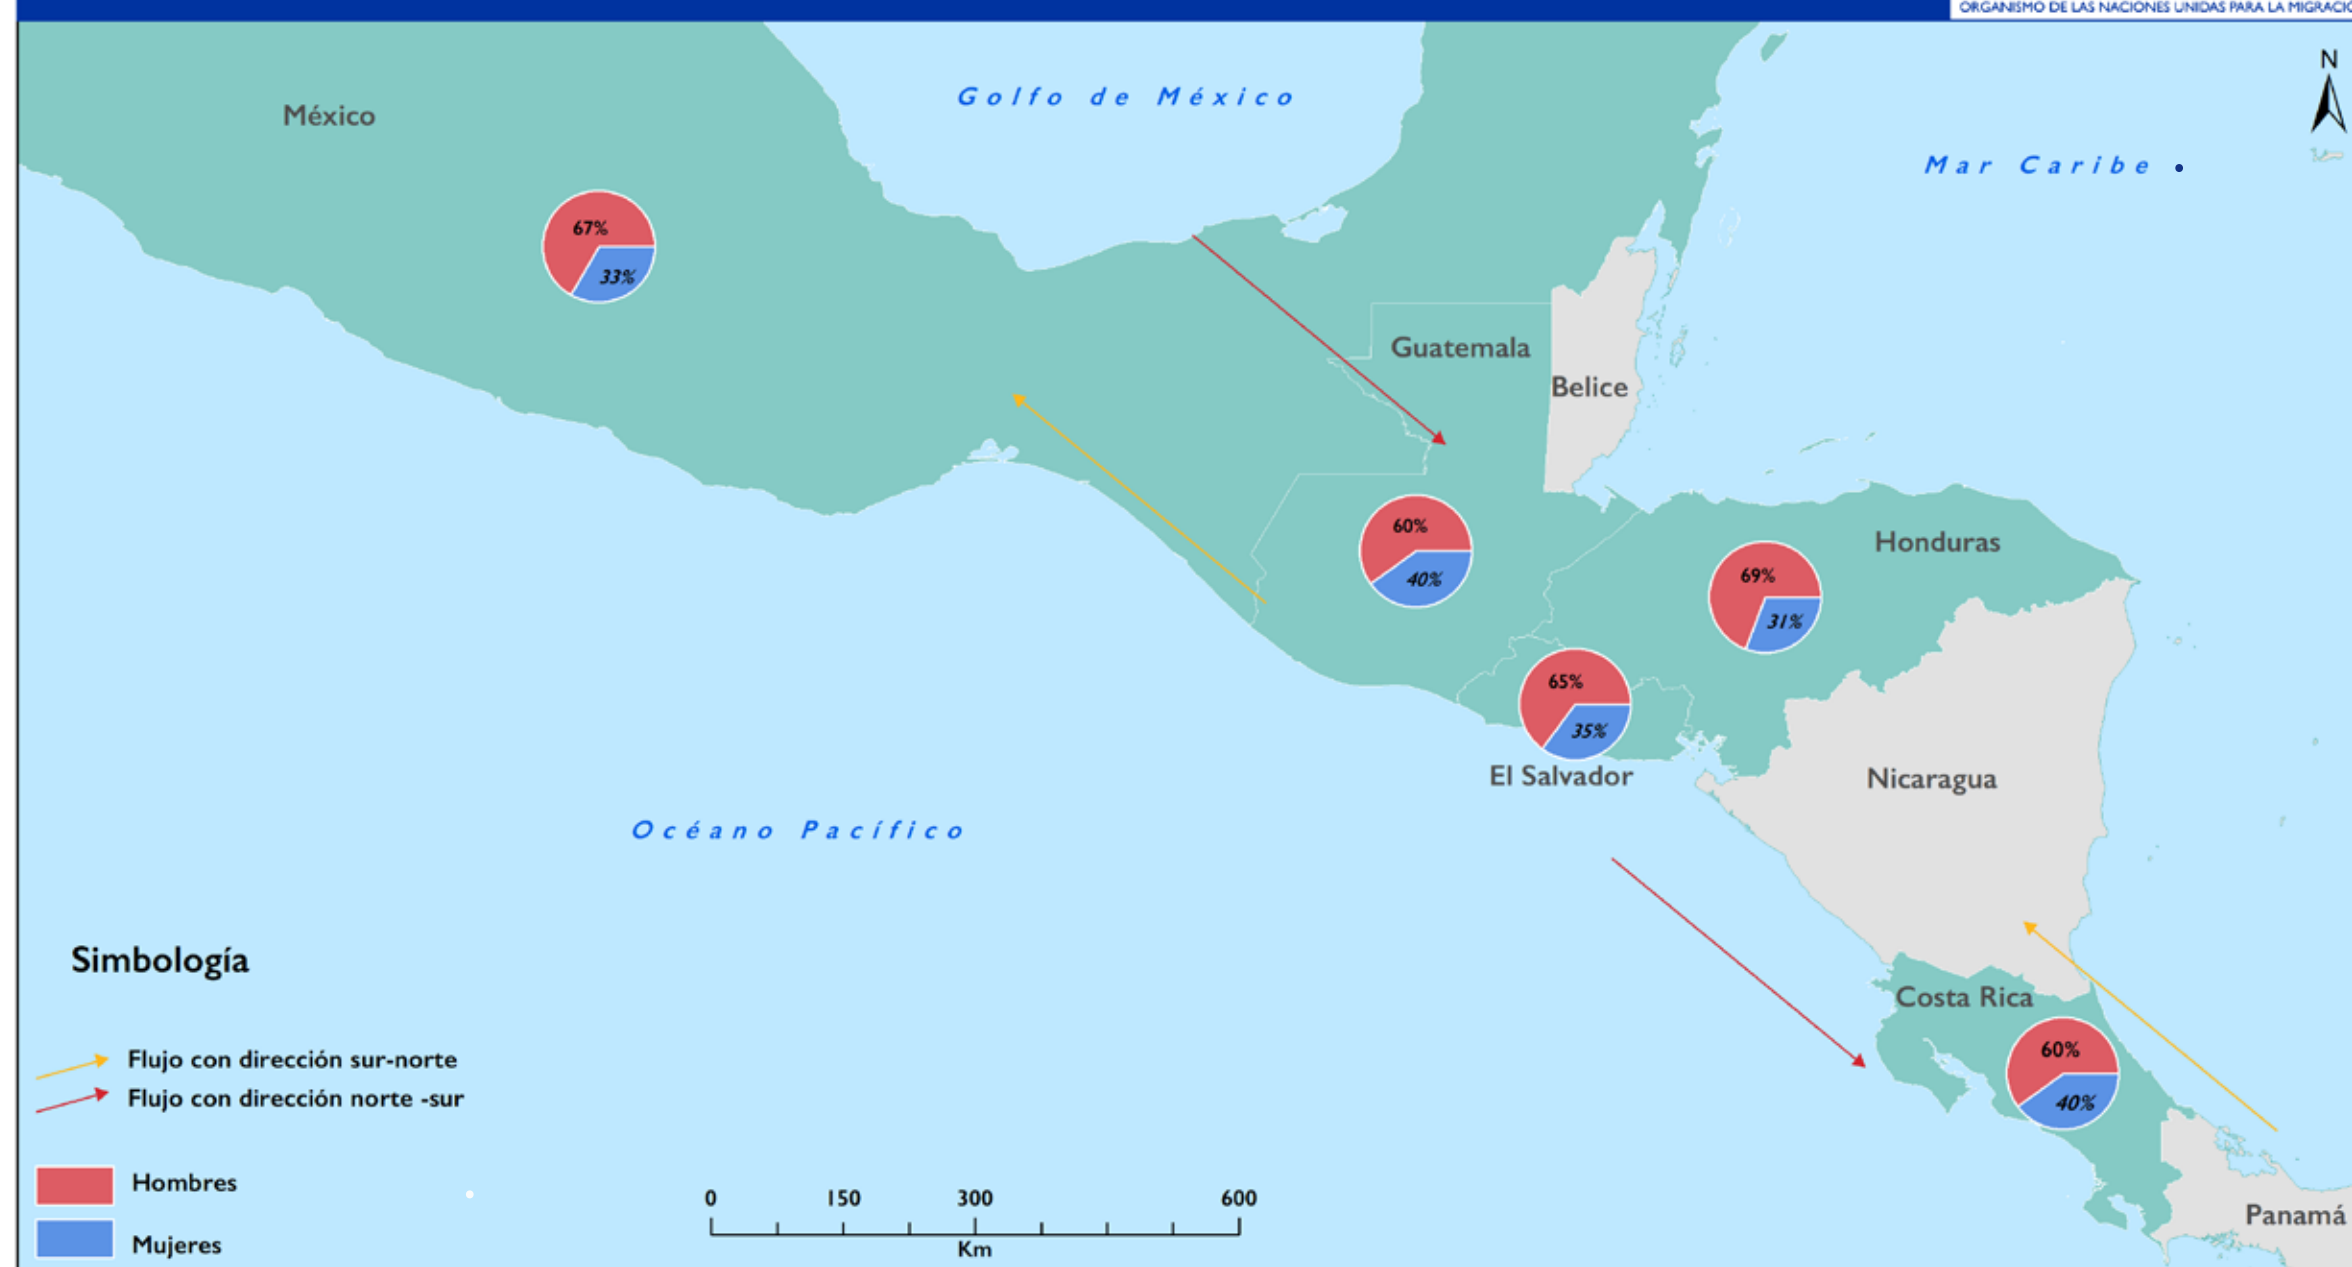 ORGANISMO DE LAS NACIONES UNIDAS PARA LA
N
Golfo de México
México
Mar Caribe
67%
33%
Guatemala
Belice
60%
40%
Honduras
69%
31%
65%
35%
El Salvador
Nicaragua
Océano Pacífico
Simbología
Costa Rica
60%
40%
Flujo con dirección sur-norte
Flujo con dirección norte -sur
Hombres
Mujeres
0 150 300 600
Km
Panamá